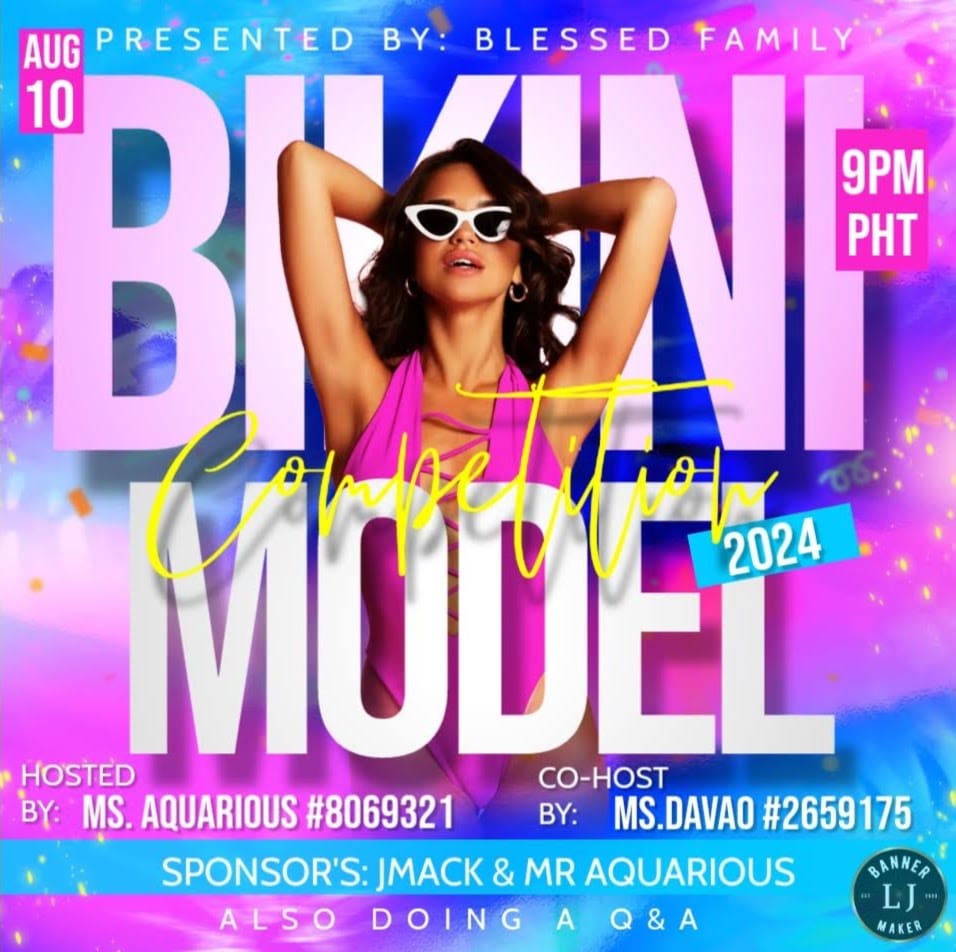 AUG
10
PRESENTED BY: BLESSED FAMILY
BIKINI
9PM
PHT
Competition
MODEL
2024
HOSTED
BY: MS. AQUARIOUS #8069321
CO-HOST
BY: MS.DAVAO #2659175
SPONSOR'S: JMACK & MR AQUARIOUS
ALSO DOING A Q&A
BANNER
LJ
MAKER